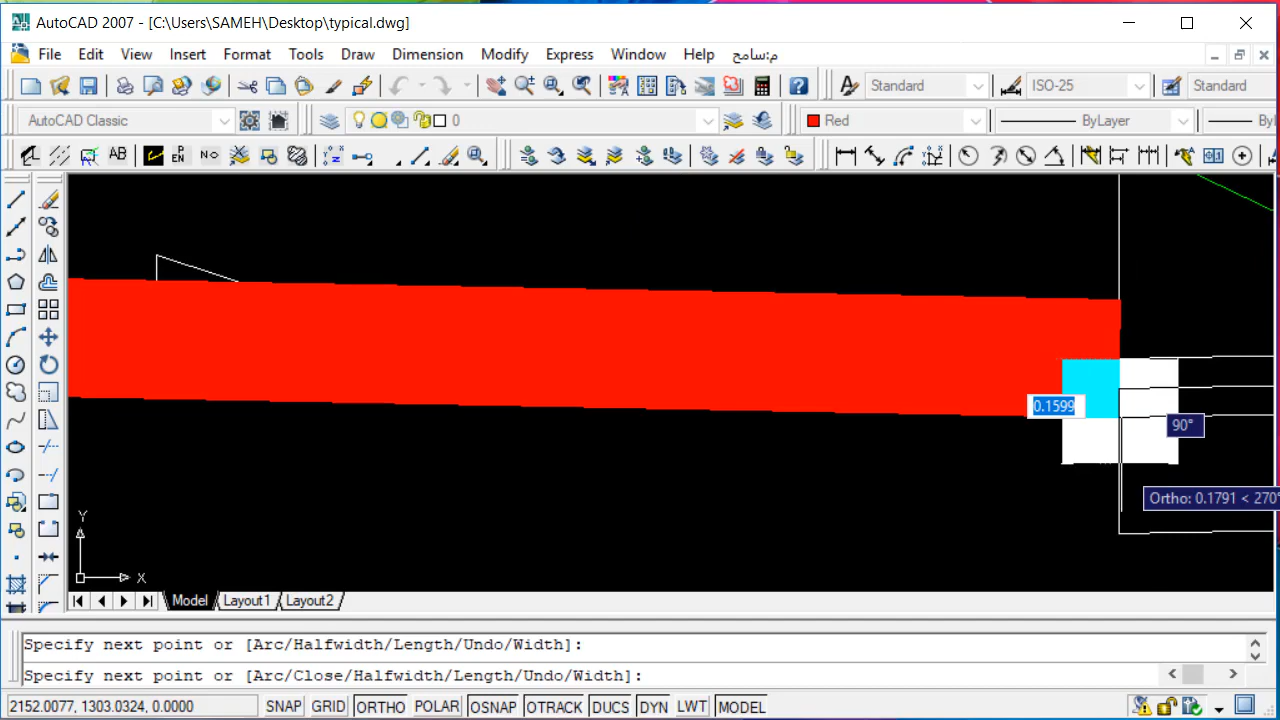 AutoCAD 2007 - [C:\Users\SAMEH\Desktop\typical.dwg]
File Edit View Insert Format Tools Draw Dimension Modify Express Window Help م:سامح
Standard ISO-25 Standard
AutoCAD Classic 0 Red ByLayer
AB EN NO
0.1599
90°
Ortho: 0.1791 < 270°
Y
X
Model Layout1 Layout2
Specify next point or [Arc/Halfwidth/Length/Undo/Width]:
Specify next point or [Arc/Close/Halfwidth/Length/Undo/Width]:
2152.0077, 1303.0324, 0.0000 SNAP GRID ORTHO POLAR OSNAP OTRACK DUCS DYN LWT MODEL